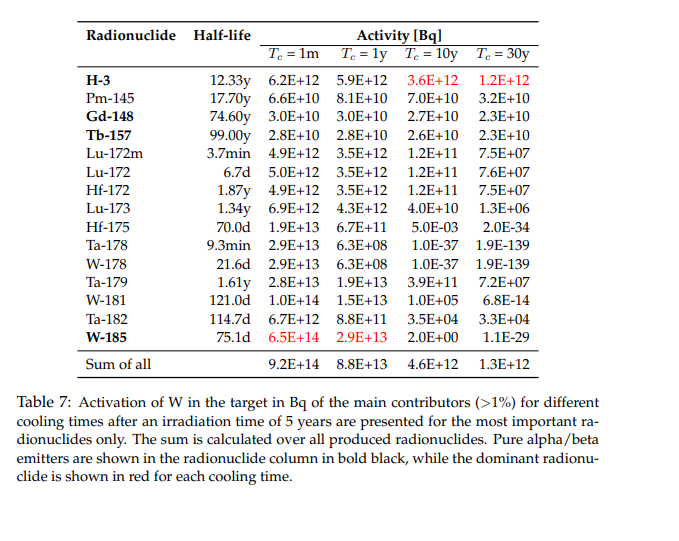 Radionuclide Half-life Activity [Bq]
Tc = 1m Tc = 1y Tc = 10y Tc = 30y
H-3 12.33y 6.2E+12 5.9E+12 3.6E+12 1.2E+12
Pm-145 17.70y 6.6E+10 8.1E+10 7.0E+10 3.2E+10
Gd-148 74.60y 3.0E+10 3.0E+10 2.7E+10 2.3E+10
Tb-157 99.00y 2.8E+10 2.8E+10 2.6E+10 2.3E+10
Lu-172m 3.7min 4.9E+12 3.5E+12 1.2E+11 7.5E+07
Lu-172 6.7d 5.0E+12 3.5E+12 1.2E+11 7.6E+07
Hf-172 1.87y 4.9E+12 3.5E+12 1.2E+11 7.5E+07
Lu-173 1.34y 6.9E+12 4.3E+12 4.0E+10 1.3E+06
Hf-175 70.0d 1.9E+13 6.7E+11 5.0E-03 2.0E-34
Ta-178 9.3min 2.9E+13 6.3E+08 1.0E-37 1.9E-139
W-178 21.6d 2.9E+13 6.3E+08 1.0E-37 1.9E-139
Ta-179 1.61y 2.8E+13 1.9E+13 3.9E+11 7.2E+07
W-181 121.0d 1.0E+14 1.5E+13 1.0E+05 6.8E-14
Ta-182 114.7d 6.7E+12 8.8E+11 3.5E+04 3.3E+04
W-185 75.1d 6.5E+14 2.9E+13 2.0E+00 1.1E-29
Sum of all 9.2E+14 8.8E+13 4.6E+12 1.3E+12
Table 7: Activation of W in the target in Bq of the main contributors (>1%) for different
cooling times after an irradiation time of 5 years are presented for the most important ra-
dionuclides only. The sum is calculated over all produced radionuclides. Pure alpha/beta
emitters are shown in the radionuclide column in bold black, while the dominant radionu-
clide is shown in red for each cooling time.